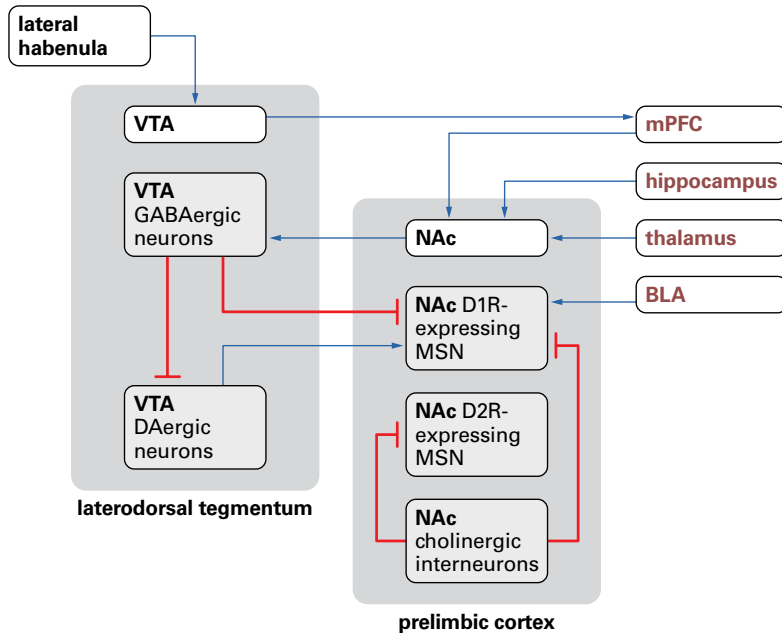 lateral
habenula
VTA
mPFC
VTA
GABAergic
neurons
hippocampus
NAc
thalamus
NAc D1R-
expressing
MSN
BLA
VTA
DAergic
neurons
NAc D2R-
expressing
MSN
laterodorsal tegmentum
NAc
cholinergic
interneurons
prelimbic cortex